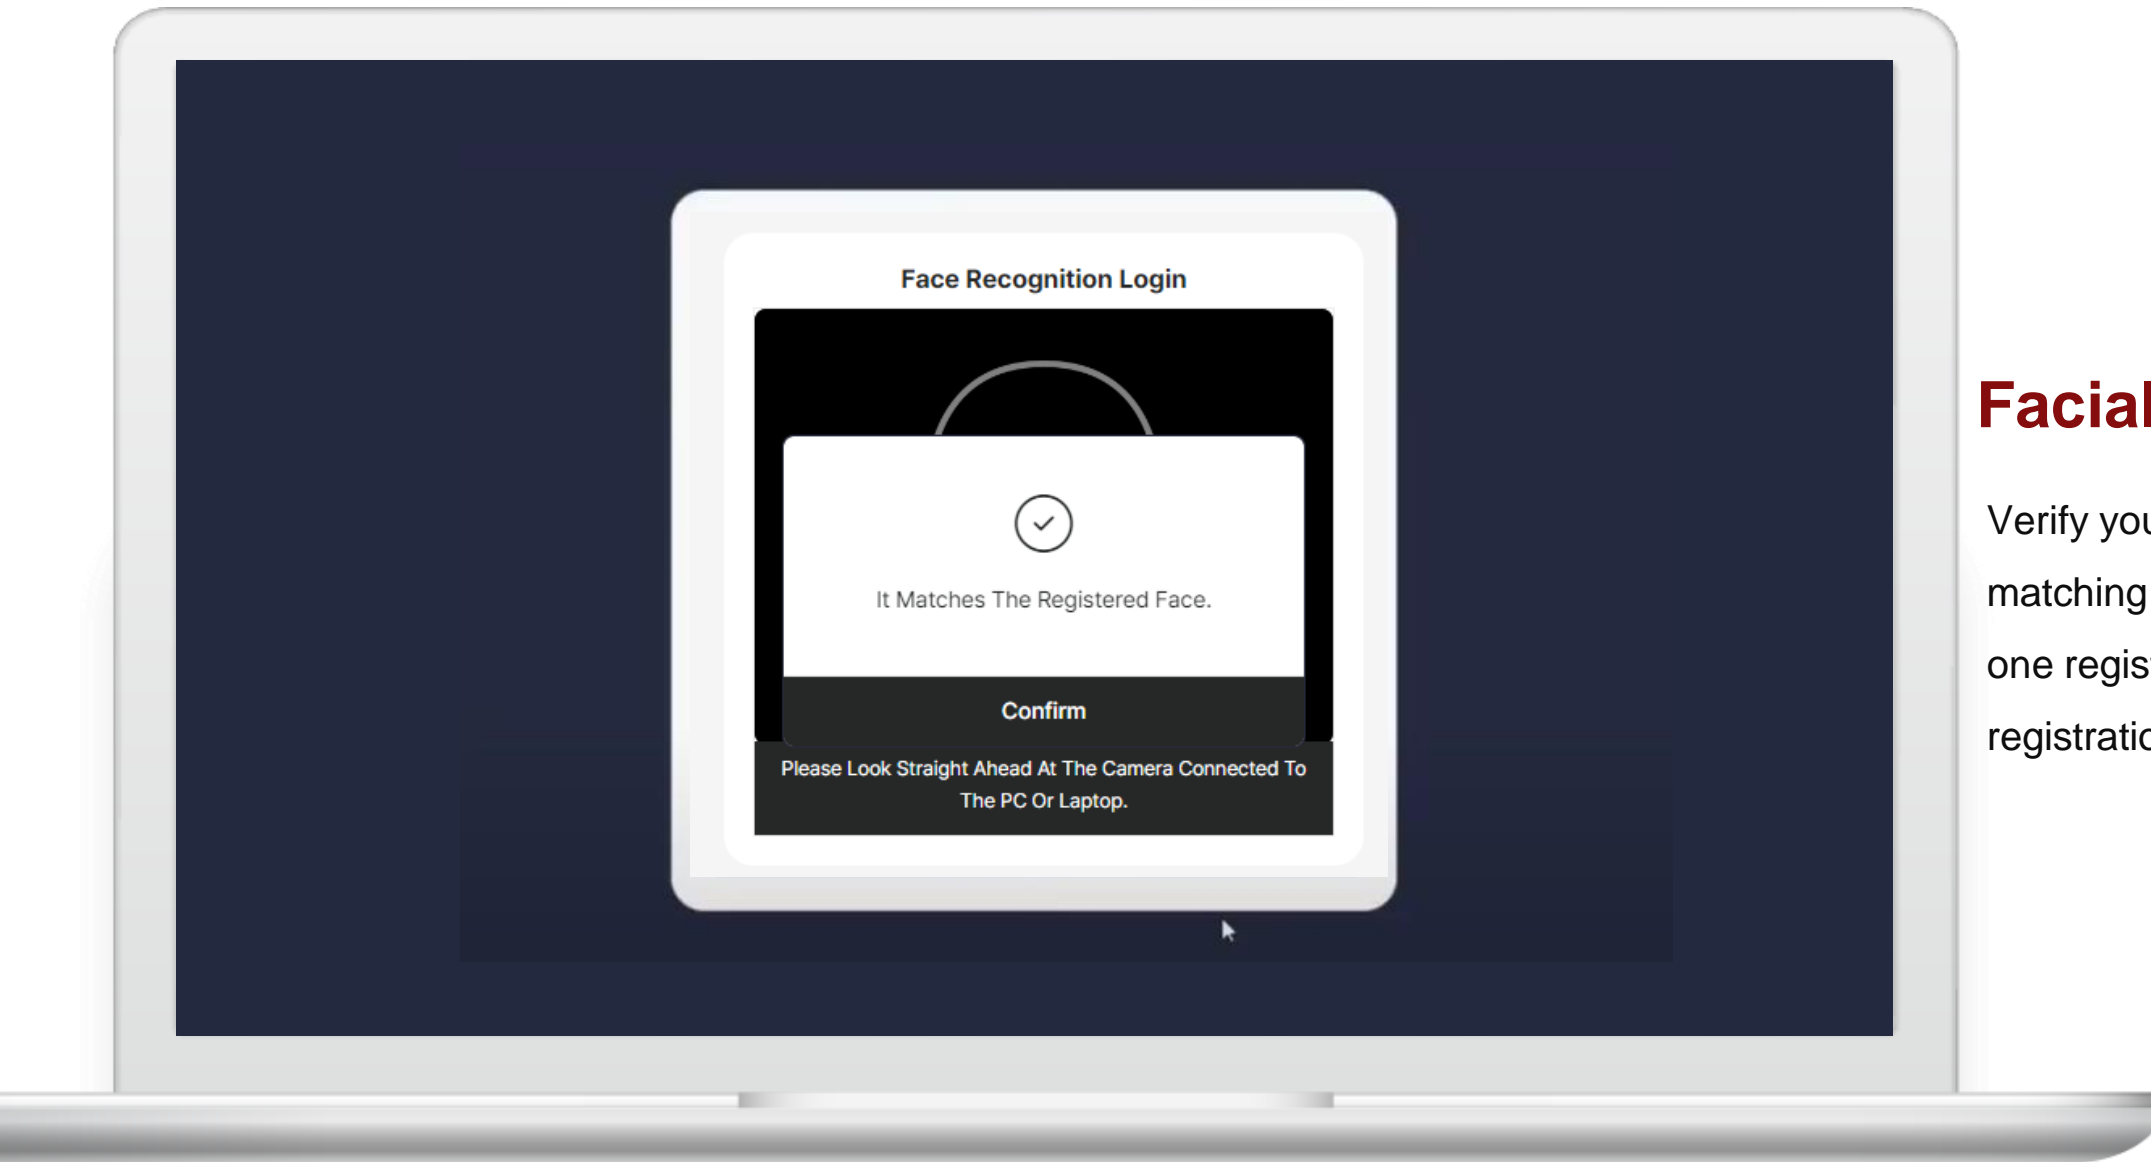 Face Recognition Login
It Matches The Registered Face.
Confirm
Please Look Straight Ahead At The Camera Connected To
The PC Or Laptop.
Facial
Verify you
matching
one regis
registratio